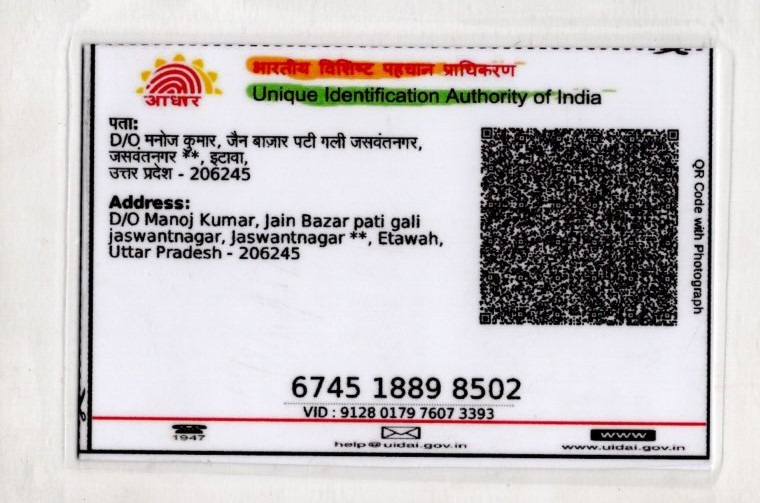 भारतीय विशिष्ट पहचान प्राधिकरण
आधार
Unique Identification Authority of India
पता:
D/O मनोज कुमार, जैन बाज़ार पटी गली जसवंतनगर,
जसवंतनगर **, इटावा,
उत्तर प्रदेश - 206245
Address:
D/O Manoj Kumar, Jain Bazar pati gali
jaswantnagar, Jaswantnagar **, Etawah,
Uttar Pradesh - 206245
QR Code with Photograph
6745 1889 8502
VID : 9128 0179 7607 3393
1947
help@uidai.gov.in
www
www.uidai.gov.in